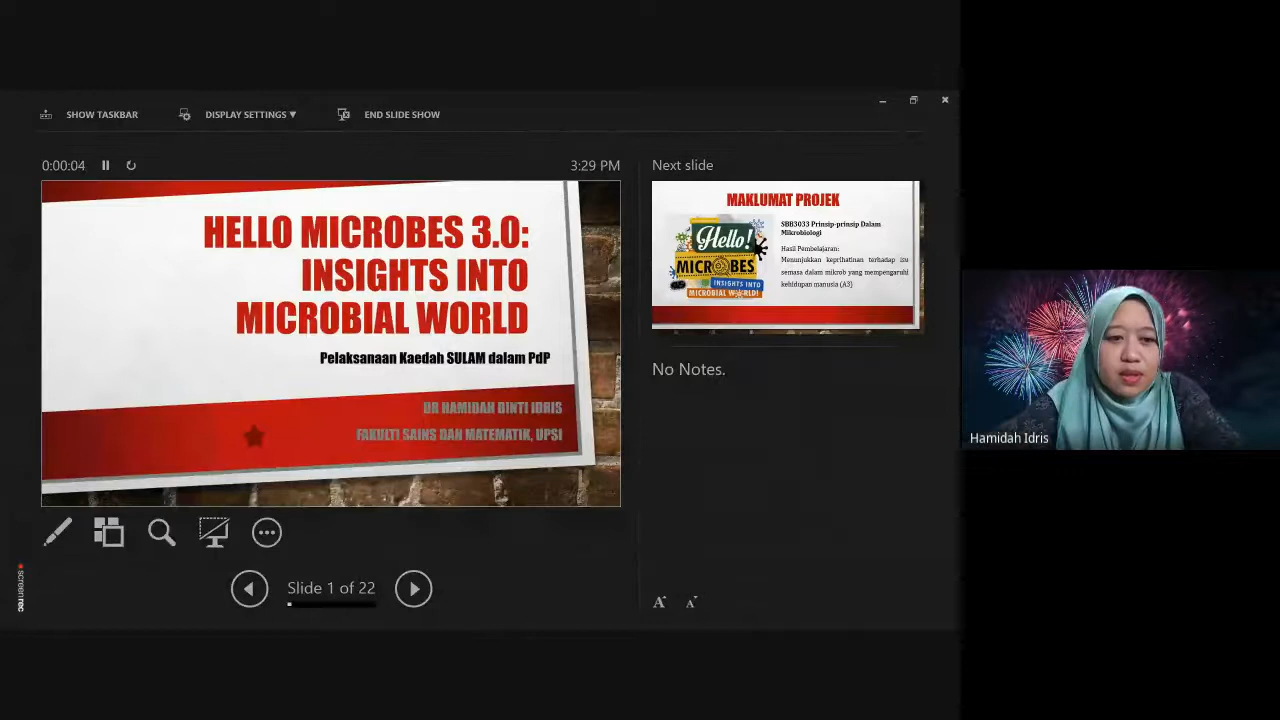 SHOW TASKBAR
DISPLAY SETTINGS ▼
END SLIDE SHOW
0:00:04
3:29 PM
HELLO MICROBES 3.0:
INSIGHTS INTO
MICROBIAL WORLD
Pelaksanaan Kaedah SULAM dalam PdP
DR HAMIDAH BINTI IDRIS
FAKULTI SAINS DAN MATEMATIK, UPSI
Slide 1 of 22
Next slide
MAKLUMAT PROJEK
Hello!
MICROBES
INSIGHTS INTO
MICROBIAL WORLD!
SBB3033 Prinsip-prinsip Dalam
Mikrobiologi
Hasil Pembelajaran:
Menunjukkan keprihatinan terhadap isu
semasa dalam mikrob yang mempengaruhi
kehidupan manusia (A3)
No Notes.
A A
screenrec
Hamidah Idris